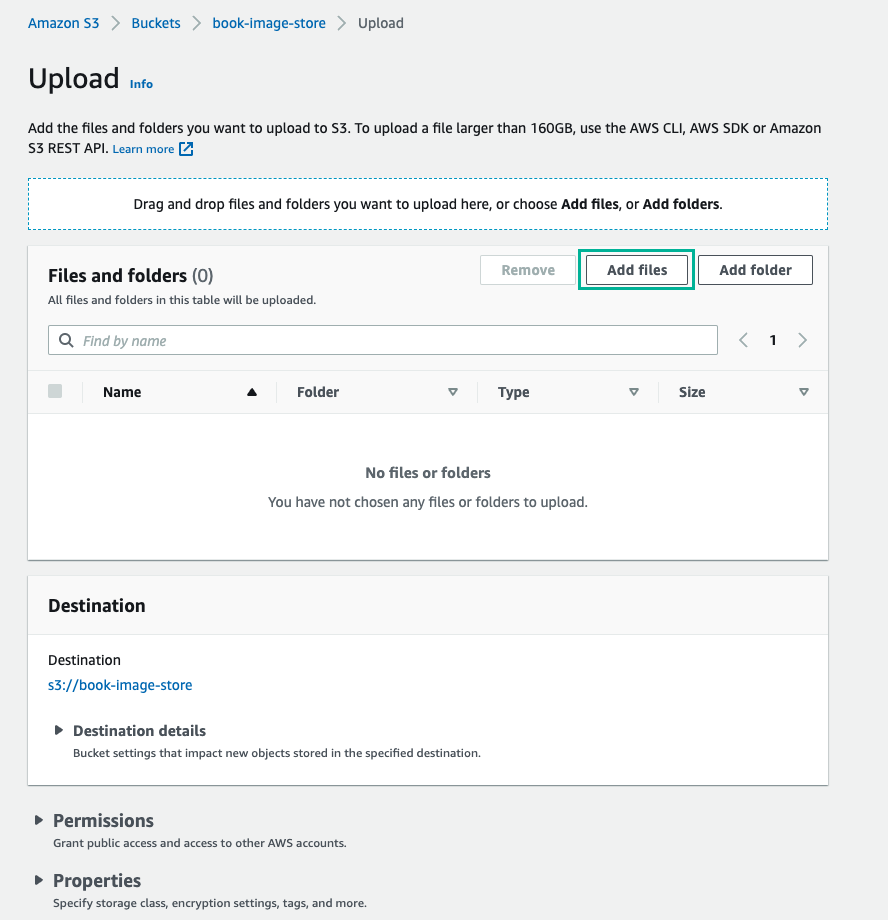 Amazon S3 > Buckets > book-image-store > Upload
Upload Info
Add the files and folders you want to upload to S3. To upload a file larger than 160GB, use the AWS CLI, AWS SDK or Amazon
S3 REST API. Learn more
Drag and drop files and folders you want to upload here, or choose Add files, or Add folders.
Files and folders (0)
Remove
Add files
Add folder
All files and folders in this table will be uploaded.
Find by name
1
Name Folder Type Size
No files or folders
You have not chosen any files or folders to upload.
Destination
Destination
s3://book-image-store
Destination details
Bucket settings that impact new objects stored in the specified destination.
Permissions
Grant public access and access to other AWS accounts.
Properties
Specify storage class, encryption settings, tags, and more.